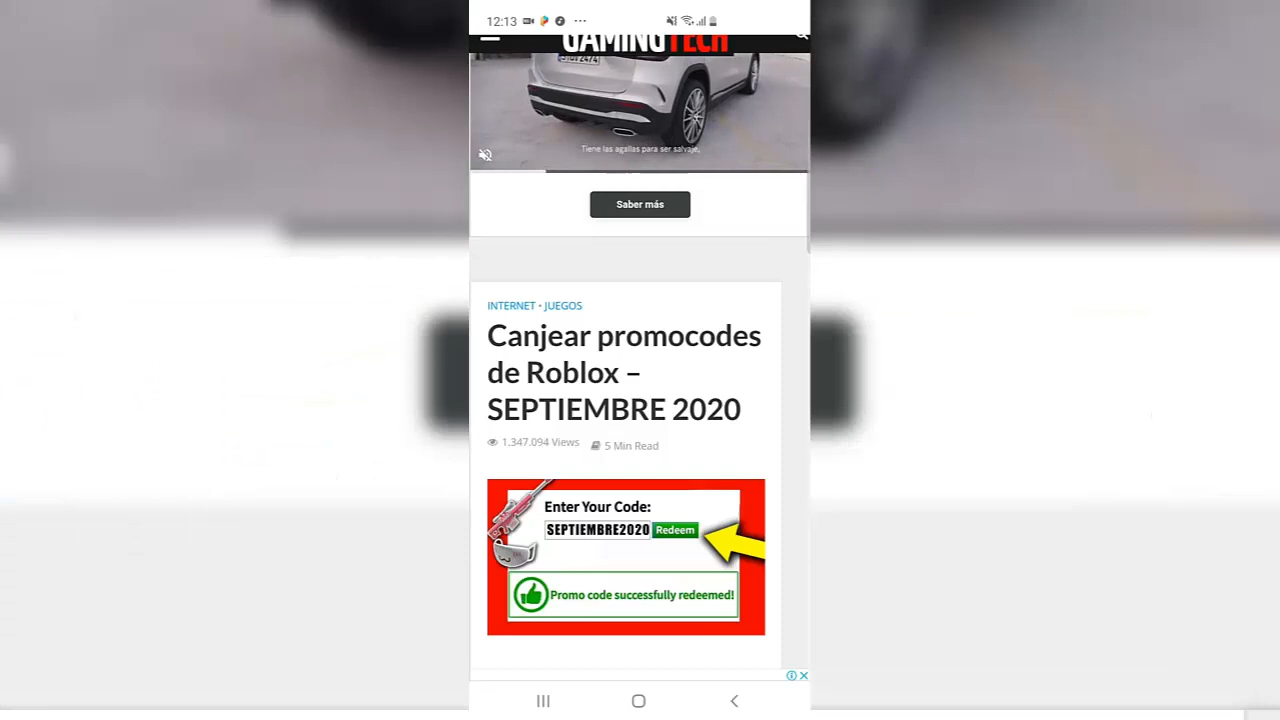 12:13
GAMINGTECH
Tiene las agallas para ser salvaje.
Saber más
INTERNET • JUEGOS
Canjear promocodes
de Roblox –
SEPTIEMBRE 2020
1,347.094 Views 5 Min Read
Enter Your Code:
SEPTIEMBRE2020 Redeem
Promo code successfully redeemed!